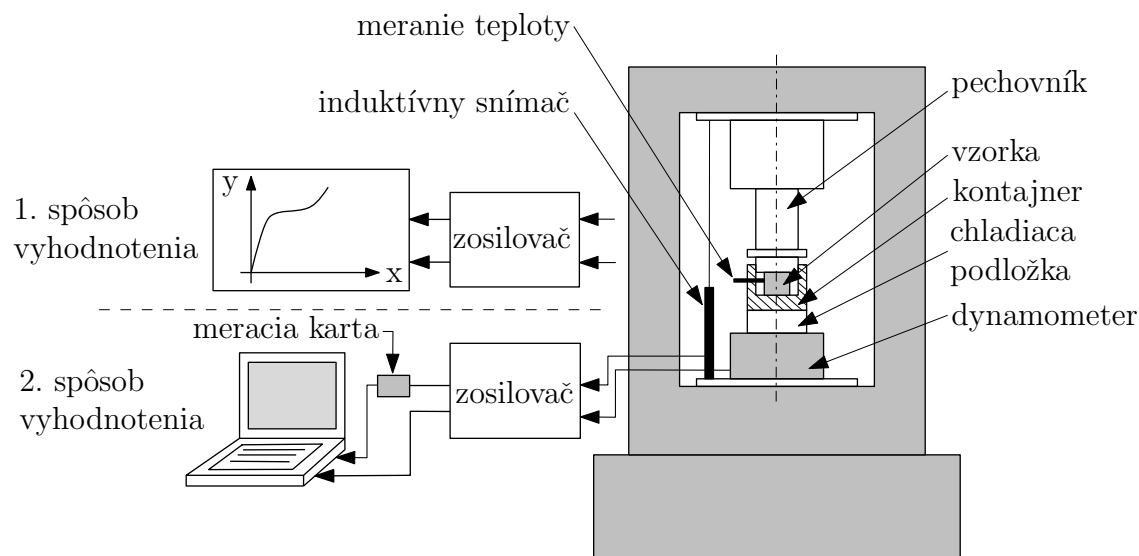 meranie teploty
induktívny snímač
pechovník
vzorka
kontajner
chladiaca
podložka
dynamometer
1. spôsob
vyhodnotenia
y
x
zosilovač
meracia karta
2. spôsob
vyhodnotenia
zosilovač